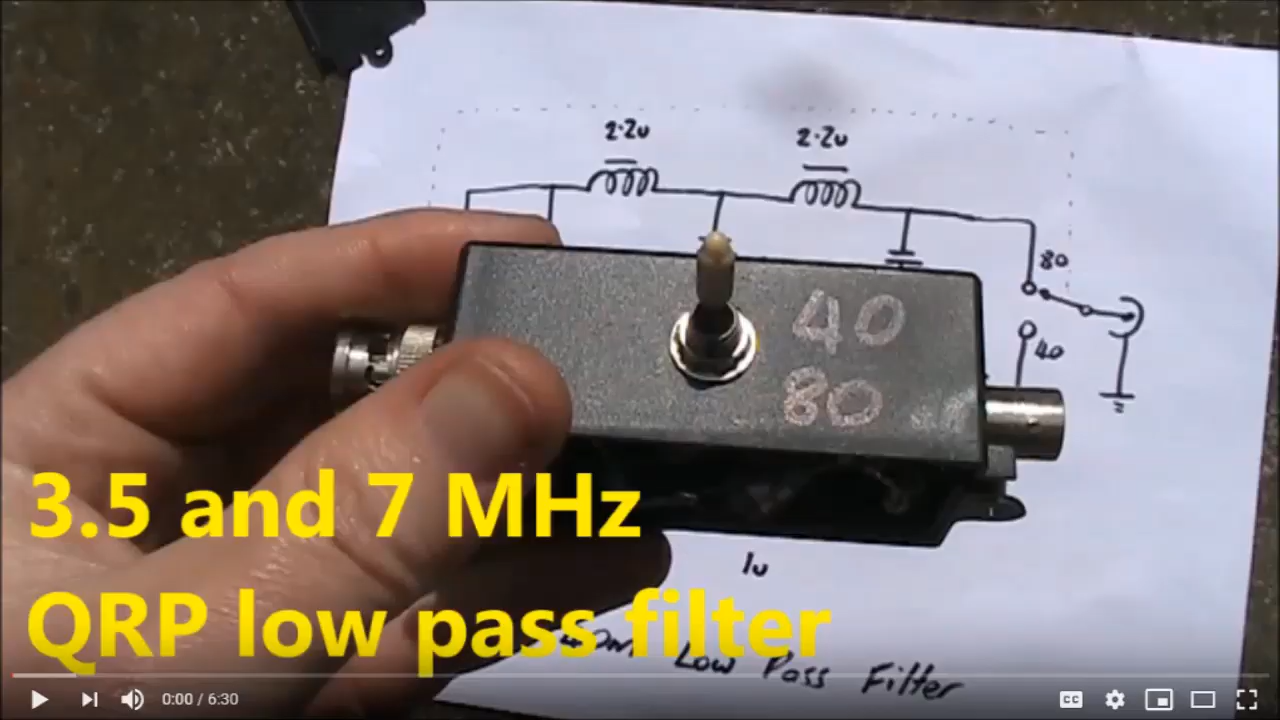 2.2u
2.2u
80
40
40
80
3.5 and 7 MHz
1u
QRP low pass filter
Low Pass Filter
0:00 / 6:30
CC